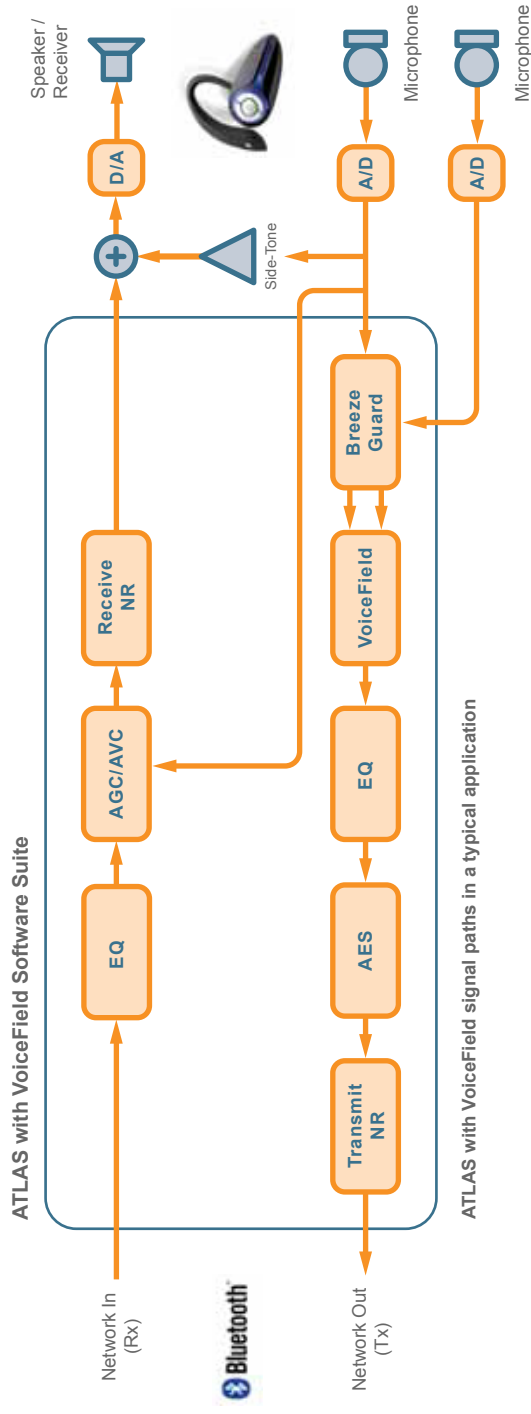 ATLAS with VoiceField Software Suite
Network In
(Rx)
EQ
AGC/AVC
Receive
NR
D/A
Speaker /
Receiver
Bluetooth
Side-Tone
Network Out
(Tx)
Transmit
NR
AES
EQ
VoiceField
Breeze
Guard
A/D
Microphone
A/D
Microphone
ATLAS with VoiceField signal paths in a typical application